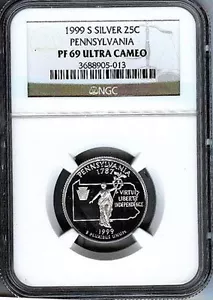 1999 S SILVER 25C
PENNSYLVANIA
PF 69 ULTRA CAMEO
3688905-013
NGC
PENNSYLVANIA
1787
VIRTUE
LIBERTY
INDEPENDENCE
1999
E PLURIBUS UNUM